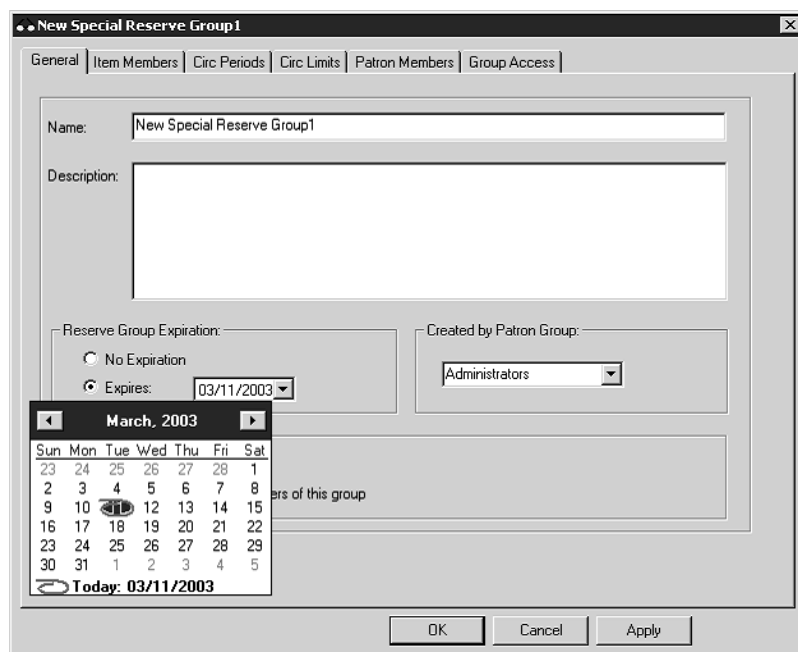 New Special Reserve Group1
General Item Members Circ Periods Circ Limits Patron Members Group Access
Name: New Special Reserve Group1
Description:
Reserve Group Expiration:
No Expiration
Expires: 03/11/2003
Created by Patron Group:
Administrators
March, 2003
Sun Mon Tue Wed Thu Fri Sat
23 24 25 26 27 28 1
2 3 4 5 6 7 8
9 10 11 12 13 14 15
16 17 18 19 20 21 22
23 24 25 26 27 28 29
30 31 1 2 3 4 5
Today: 03/11/2003
of this group
OK Cancel Apply